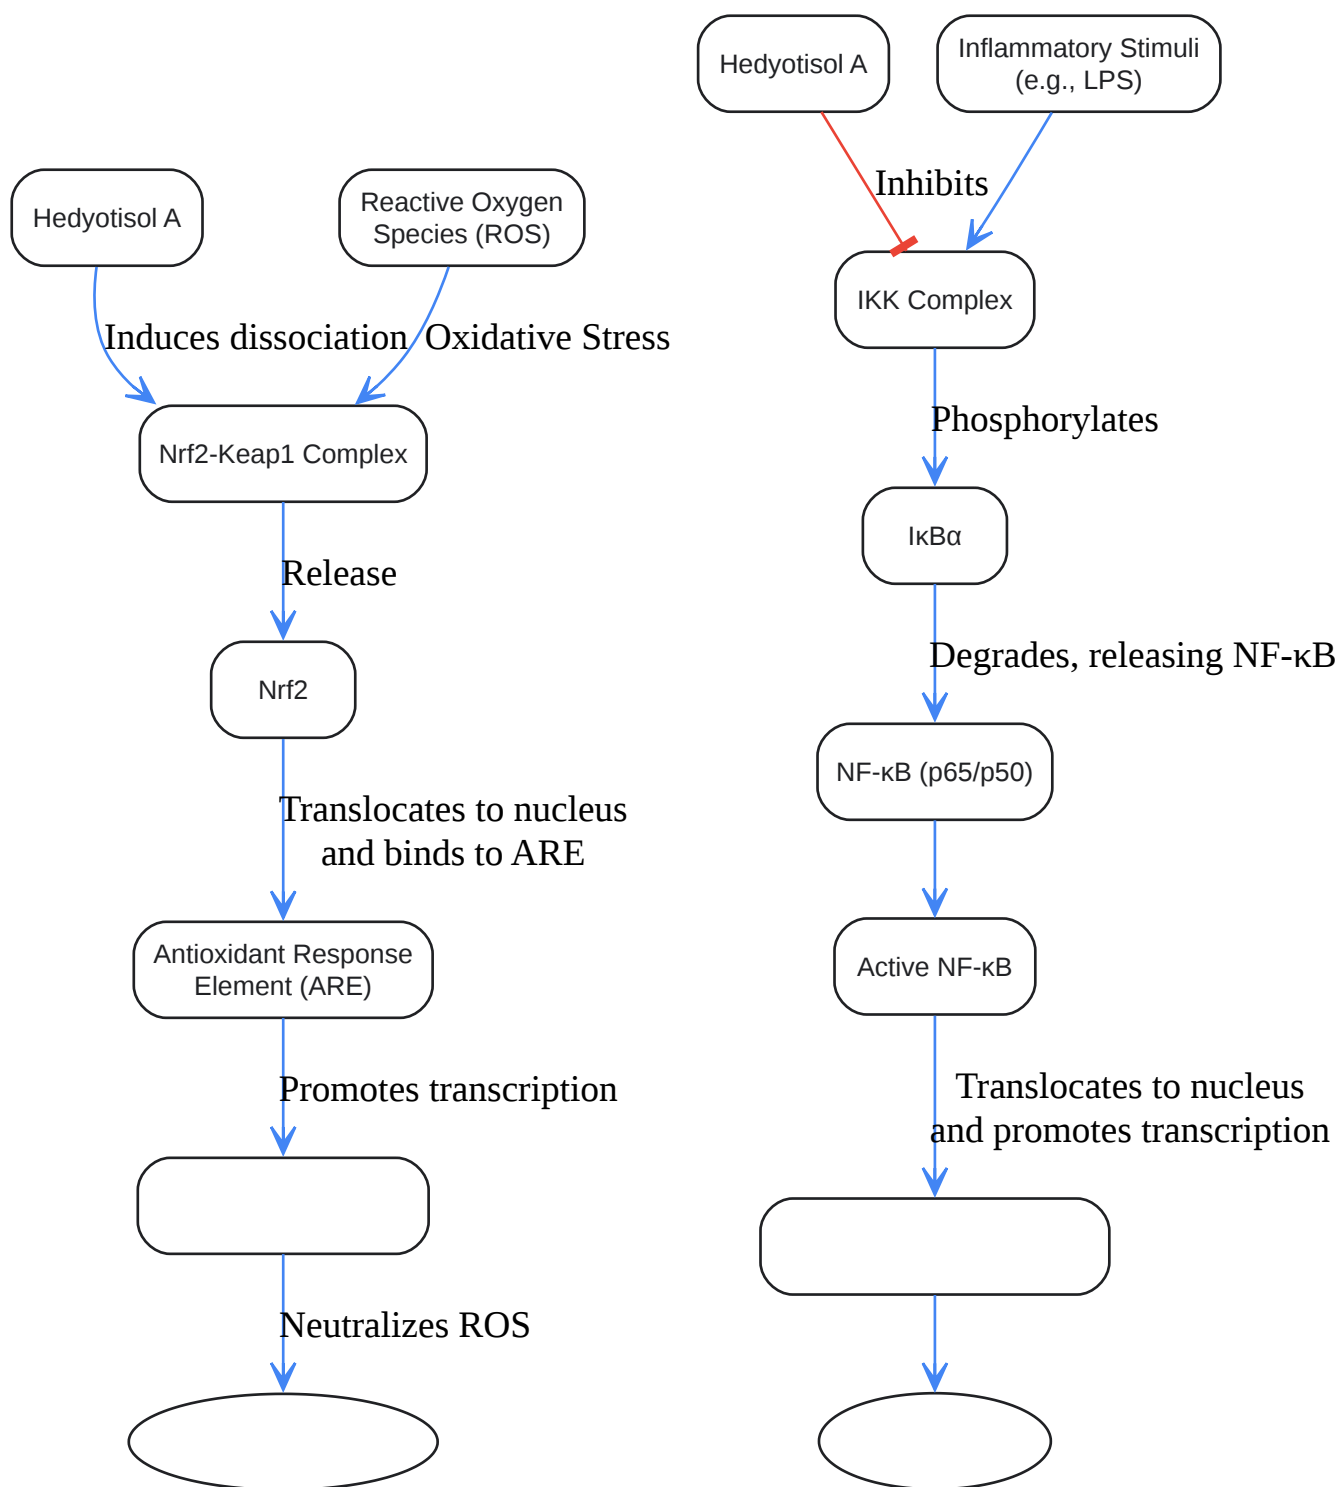 Hedyotisol A
Reactive Oxygen
Species (ROS)
Induces dissociation
Oxidative Stress
Nrf2-Keap1 Complex
Release
Nrf2
Translocates to nucleus
and binds to ARE
Antioxidant Response
Element (ARE)
Promotes transcription
Neutralizes ROS
Hedyotisol A
Inflammatory Stimuli
(e.g., LPS)
Inhibits
IKK Complex
Phosphorylates
IκBα
Degrades, releasing NF-κB
NF-κB (p65/p50)
Active NF-κB
Translocates to nucleus
and promotes transcription